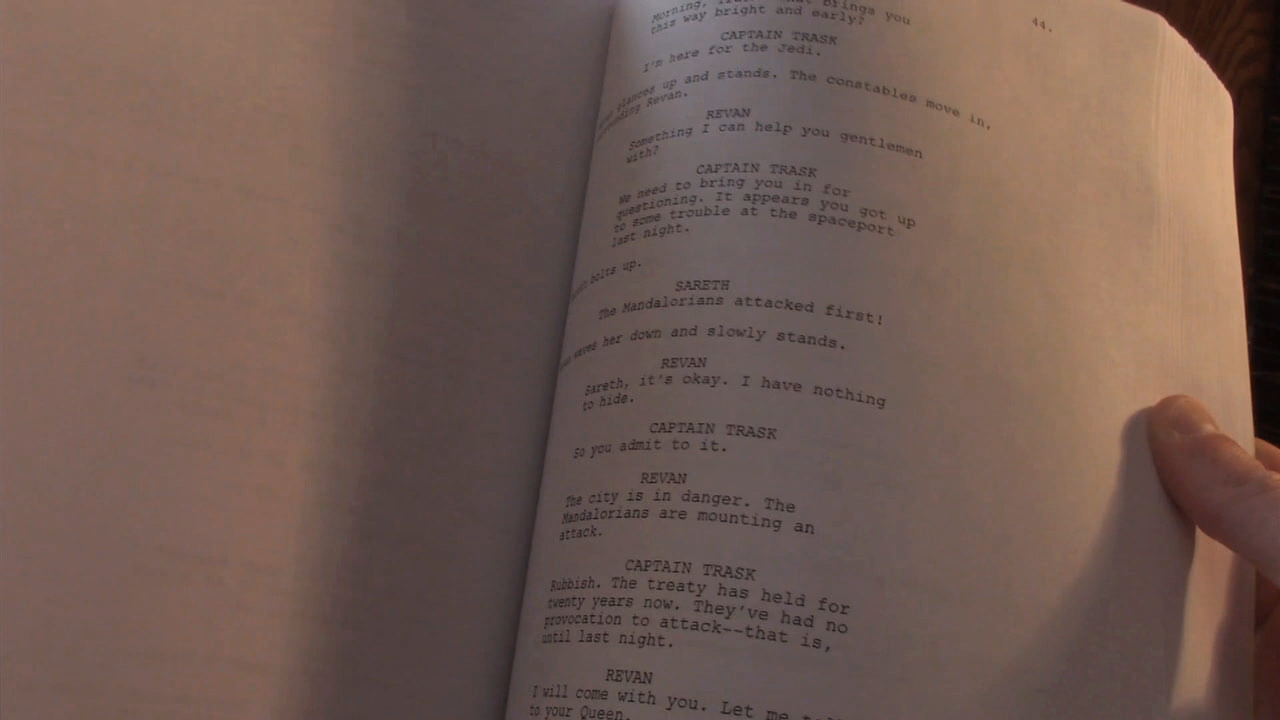 44.
Morning, brings you
this way bright and early?
CAPTAIN TRASK
I'm here for the Jedi.
glances up and stands. The constables move in,
Revan.
REVAN
Something I can help you gentlemen
with?
CAPTAIN TRASK
We need to bring you in for
questioning. It appears you got up
to some trouble at the spaceport
last night.
bolts up.
SARETH
The Mandalorians attacked first!
waves her down and slowly stands.
REVAN
Sareth, it's okay. I have nothing
to hide.
CAPTAIN TRASK
So you admit to it.
REVAN
The city is in danger. The
Mandalorians are mounting an
attack.
CAPTAIN TRASK
Rubbish. The treaty has held for
twenty years now. They've had no
provocation to attack--that is,
until last night.
REVAN
I will come with you. Let me
to your Queen.